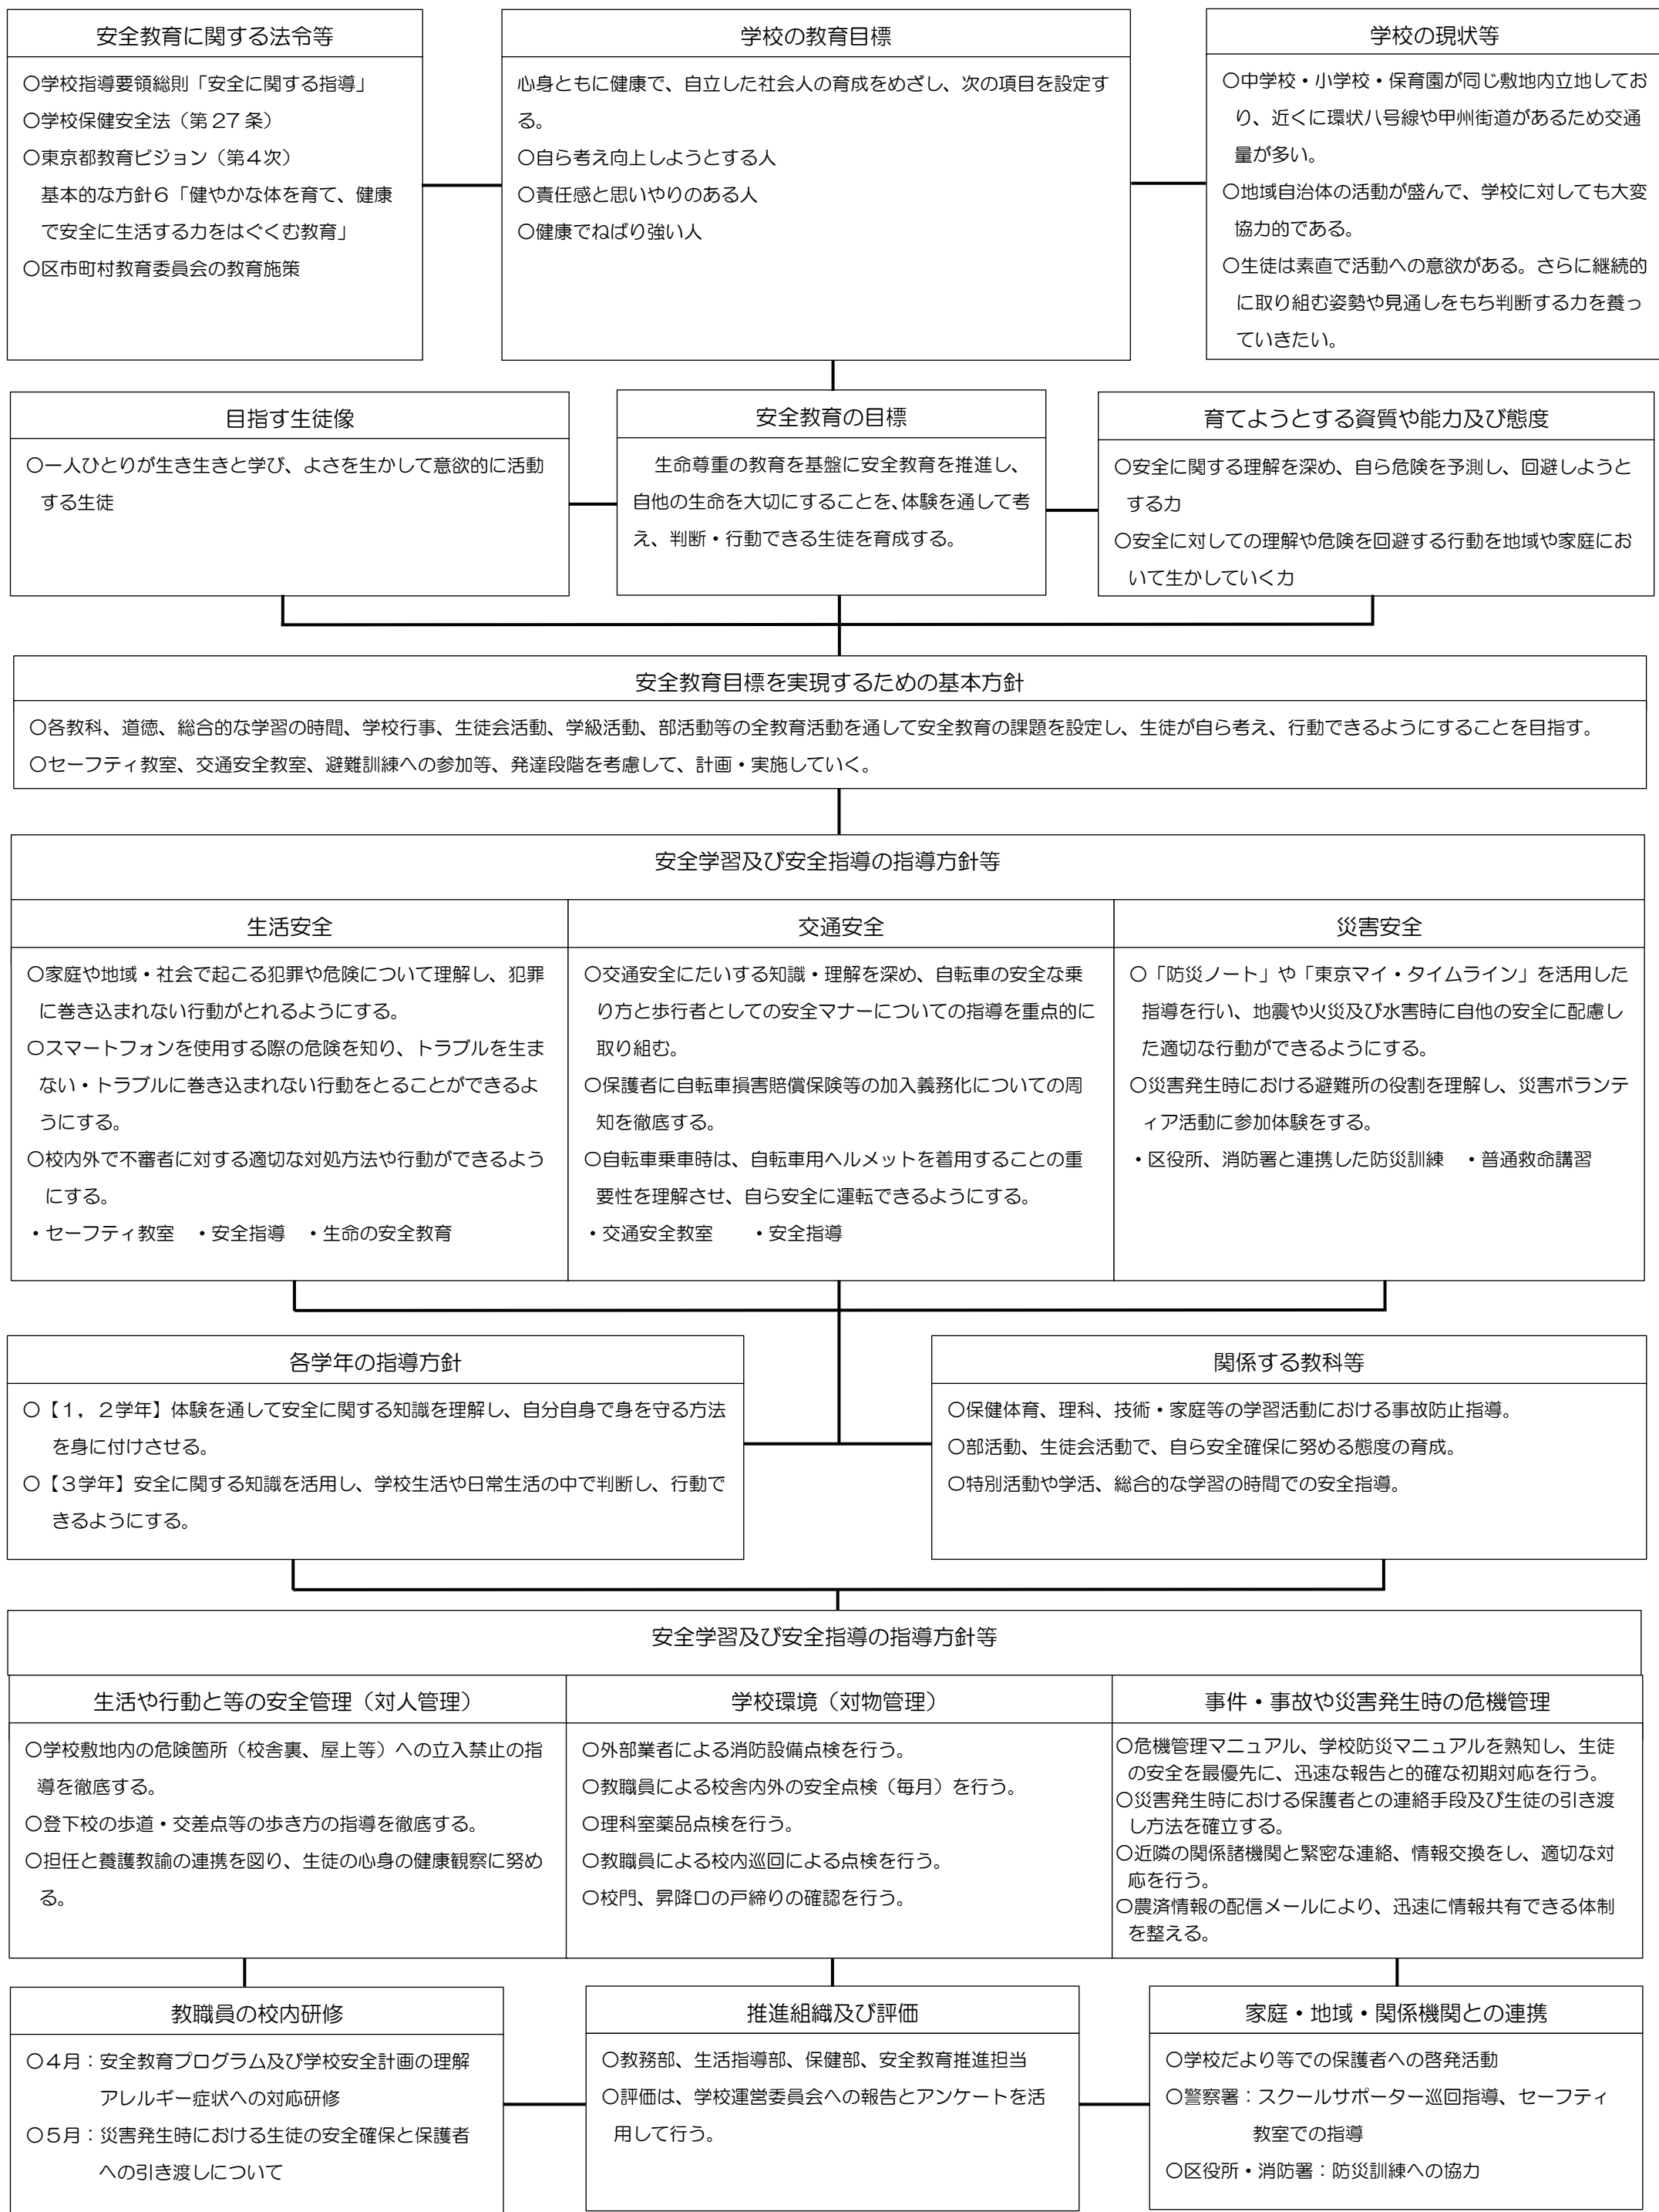 安全教育に関する法令等
〇学校指導要領総則「安全に関する指導」
〇学校保健安全法（第 27 条）
〇東京都教育ビジョン（第４次）
基本的な方針６「健やかな体を育て、健康
で安全に生活する力をはぐくむ教育」
〇区市町村教育委員会の教育施策
学校の教育目標
心身ともに健康で、自立した社会人の育成をめざし、次の項目を設定す
る。
〇自ら考え向上しようとする人
〇責任感と思いやりのある人
〇健康でねばり強い人
学校の現状等
〇中学校・小学校・保育園が同じ敷地内立地してお
り、近くに環状八号線や甲州街道があるため交通
量が多い。
〇地域自治体の活動が盛んで、学校に対しても大変
協力的である。
〇生徒は素直で活動への意欲がある。さらに継続的
に取り組む姿勢や見通しをもち判断する力を養っ
ていきたい。
目指す生徒像
〇一人ひとりが生き生きと学び、よさを生かして意欲的に活動
する生徒
安全教育の目標
生命尊重の教育を基盤に安全教育を推進し、
自他の生命を大切にすることを、体験を通して考
え、判断・行動できる生徒を育成する。
育てようとする資質や能力及び態度
〇安全に関する理解を深め、自ら危険を予測し、回避しようと
する力
〇安全に対しての理解や危険を回避する行動を地域や家庭にお
いて生かしていく力
安全教育目標を実現するための基本方針
〇各教科、道徳、総合的な学習の時間、学校行事、生徒会活動、学級活動、部活動等の全教育活動を通して安全教育の課題を設定し、生徒が自ら考え、行動できるようにすることを目指す。
〇セーフティ教室、交通安全教室、避難訓練への参加等、発達段階を考慮して、計画・実施していく。
安全学習及び安全指導の指導方針等
生活安全
〇家庭や地域・社会で起こる犯罪や危険について理解し、犯罪
に巻き込まれない行動がとれるようにする。
〇スマートフォンを使用する際の危険を知り、トラブルを生ま
ない・トラブルに巻き込まれない行動をとることができるよ
うにする。
〇校内外で不審者に対する適切な対処方法や行動ができるよう
にする。
・セーフティ教室　・安全指導　・生命の安全教育
交通安全
〇交通安全にたいする知識・理解を深め、自転車の安全な乗
り方と歩行者としての安全マナーについての指導を重点的に
取り組む。
〇保護者に自転車損害賠償保険等の加入義務化についての周
知を徹底する。
〇自転車乗車時は、自転車用ヘルメットを着用することの重
要性を理解させ、自ら安全に運転できるようにする。
・交通安全教室　　・安全指導
災害安全
〇「防災ノート」や「東京マイ・タイムライン」を活用した
指導を行い、地震や火災及び水害時に自他の安全に配慮し
た適切な行動ができるようにする。
〇災害発生時における避難所の役割を理解し、災害ボランテ
ィア活動に参加体験をする。
・区役所、消防署と連携した防災訓練　・普通救命講習
各学年の指導方針
〇【１，２学年】体験を通して安全に関する知識を理解し、自分自身で身を守る方法
を身に付けさせる。
〇【３学年】安全に関する知識を活用し、学校生活や日常生活の中で判断し、行動で
きるようにする。
関係する教科等
〇保健体育、理科、技術・家庭等の学習活動における事故防止指導。
〇部活動、生徒会活動で、自ら安全確保に努める態度の育成。
〇特別活動や学活、総合的な学習の時間での安全指導。
安全学習及び安全指導の指導方針等
生活や行動と等の安全管理（対人管理）
〇学校敷地内の危険箇所（校舎裏、屋上等）への立入禁止の指
導を徹底する。
〇登下校の歩道・交差点等の歩き方の指導を徹底する。
〇担任と養護教諭の連携を図り、生徒の心身の健康観察に努め
る。
学校環境（対物管理）
〇外部業者による消防設備点検を行う。
〇教職員による校舎内外の安全点検（毎月）を行う。
〇理科室薬品点検を行う。
〇教職員による校内巡回による点検を行う。
〇校門、昇降口の戸締りの確認を行う。
事件・事故や災害発生時の危機管理
〇危機管理マニュアル、学校防災マニュアルを熟知し、生徒
の安全を最優先に、迅速な報告と的確な初期対応を行う。
〇災害発生時における保護者との連絡手段及び生徒の引き渡
し方法を確立する。
〇近隣の関係諸機関と緊密な連絡、情報交換をし、適切な対
応を行う。
〇農済情報の配信メールにより、迅速に情報共有できる体制
を整える。
教職員の校内研修
〇４月：安全教育プログラム及び学校安全計画の理解
アレルギー症状への対応研修
〇５月：災害発生時における生徒の安全確保と保護者
への引き渡しについて
推進組織及び評価
〇教務部、生活指導部、保健部、安全教育推進担当
〇評価は、学校運営委員会への報告とアンケートを活
用して行う。
家庭・地域・関係機関との連携
〇学校だより等での保護者への啓発活動
〇警察署：スクールサポーター巡回指導、セーフティ
教室での指導
〇区役所・消防署：防災訓練への協力